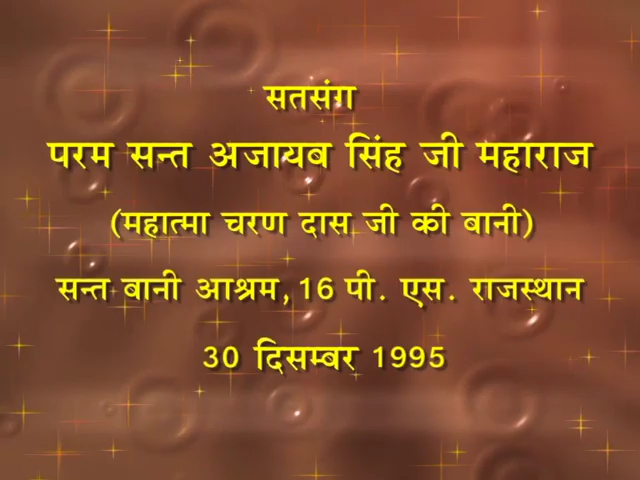 सतसंग
परम सन्त अजायब सिंह जी महाराज
(महात्मा चरण दास जी की बानी)
सन्त बानी आश्रम, 16 पी. एस. राजस्थान
30 दिसम्बर 1995